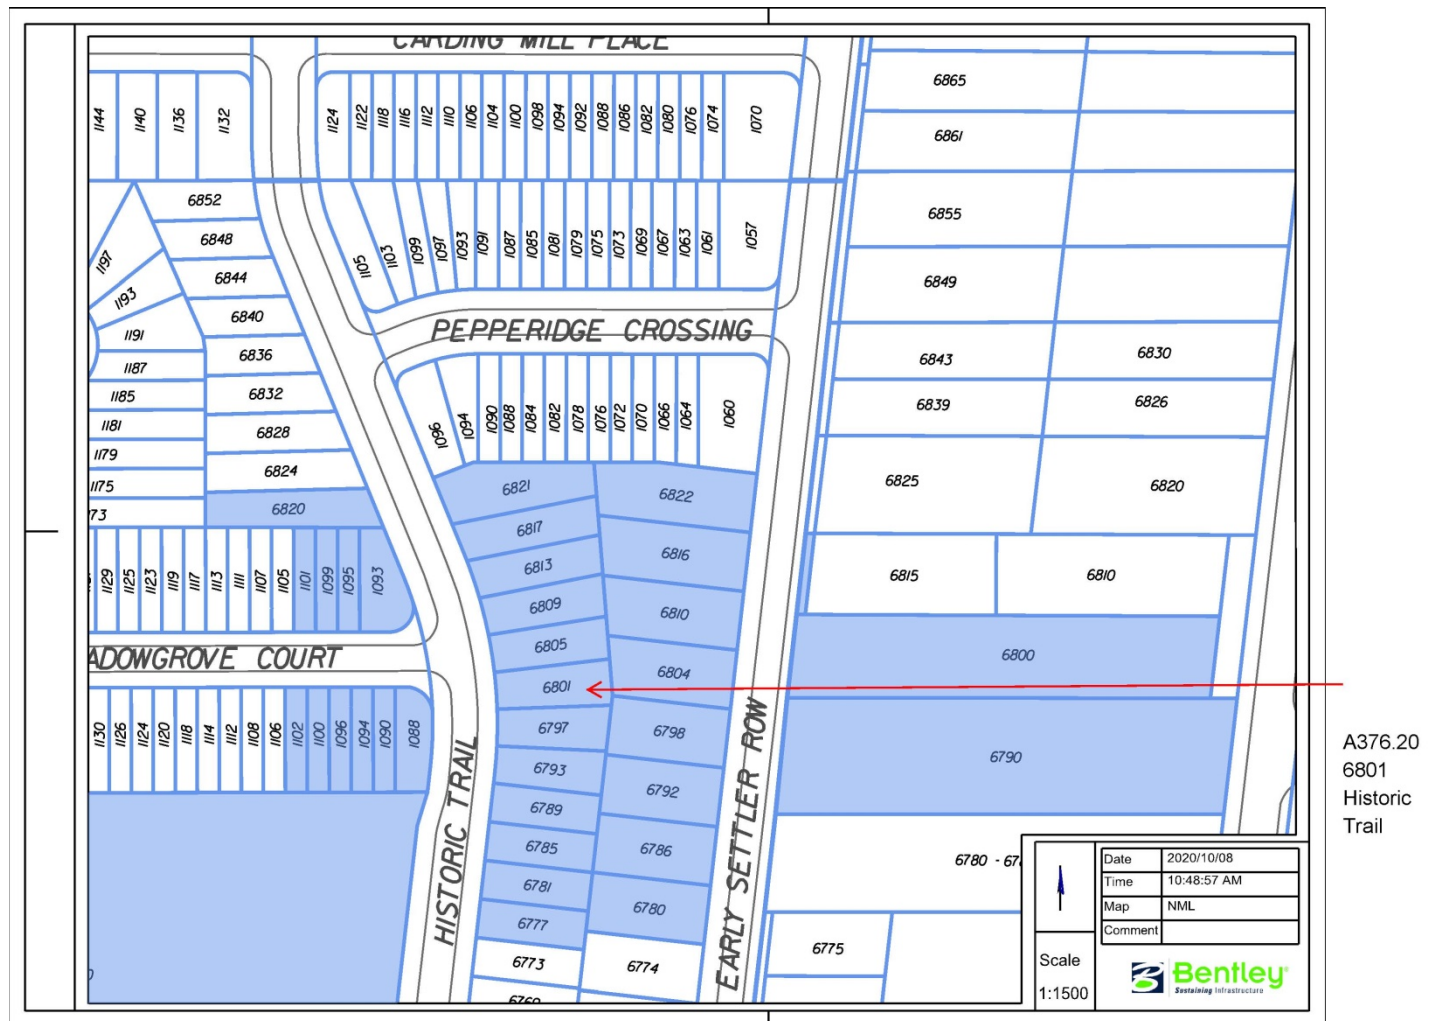 CARDING MILL PLACE
1144 1140 1136 1132
1124 1122 1118 1116 1112 1110 1106 1104 1100 1098 1094 1092 1088 1086 1082 1080 1076 1074 1070
6865
6861
6852
6848
6844
6840
6836
6832
6828
6824
6820
1197
1193
1191
1187
1185
1181
1179
1175
73
1105 1103 1099 1097 1093 1091 1087 1085 1081 1079 1075 1073 1069 1067 1063 1061 1057
6855
6849
PEPPERIDGE CROSSING
6843 6830
6839 6826
6825 6820
6815 6810
6800
6790
6780 - 67
6775
1096 1094 1090 1088 1084 1082 1078 1076 1072 1070 1066 1064 1060
6821 6822
6817
6816
6813
6809 6810
6805
6804
6801
6797 6798
6793
6792
6789
6785 6786
6781
6780
6777
6773 6774
6769
1129 1125 1123 1119 1117 1113 1111 1107 1105 1101 1099 1095 1093
ADOWGROVE COURT
1130 1126 1124 1120 1118 1114 1112 1108 1106 1102 1100 1096 1094 1090 1088
HISTORIC TRAIL
EARLY SETTLER ROW
A376.20
6801
Historic
Trail
Date 2020/10/08
Time 10:48:57 AM
Map NML
Comment
Scale
1:1500
Bentley
Sustaining Infrastructure